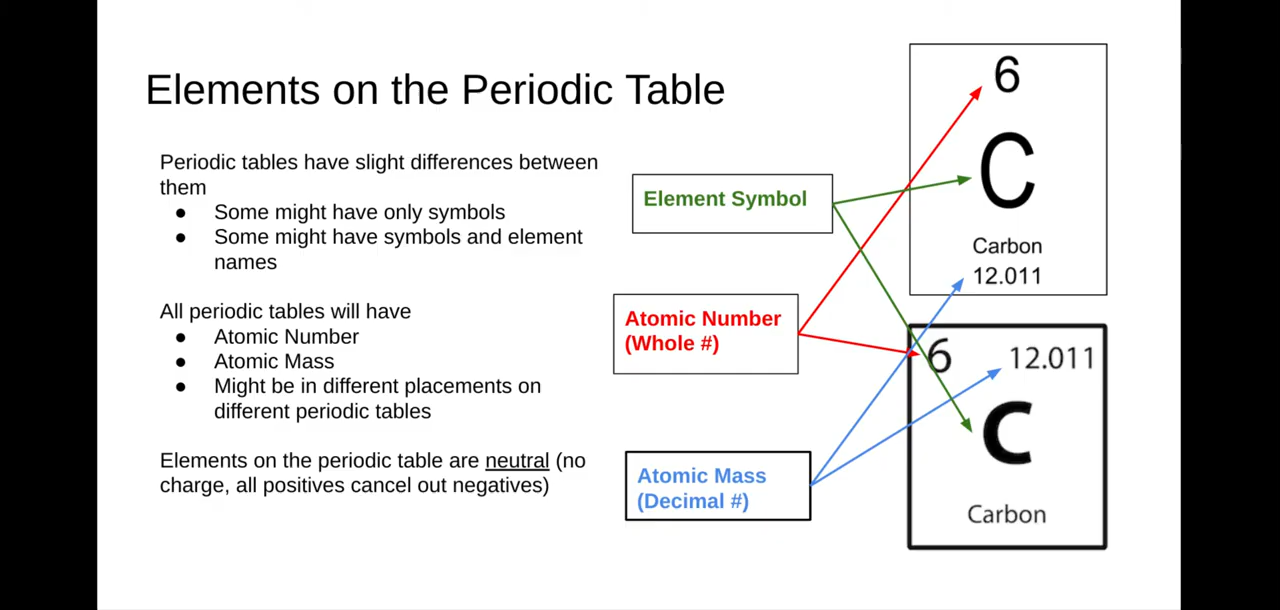 Elements on the Periodic Table
Periodic tables have slight differences between
them
● Some might have only symbols
● Some might have symbols and element
names
All periodic tables will have
● Atomic Number
● Atomic Mass
● Might be in different placements on
different periodic tables
Elements on the periodic table are neutral (no
charge, all positives cancel out negatives)
Element Symbol
Atomic Number
(Whole #)
Atomic Mass
(Decimal #)
6
C
Carbon
12.011
6 12.011
C
Carbon